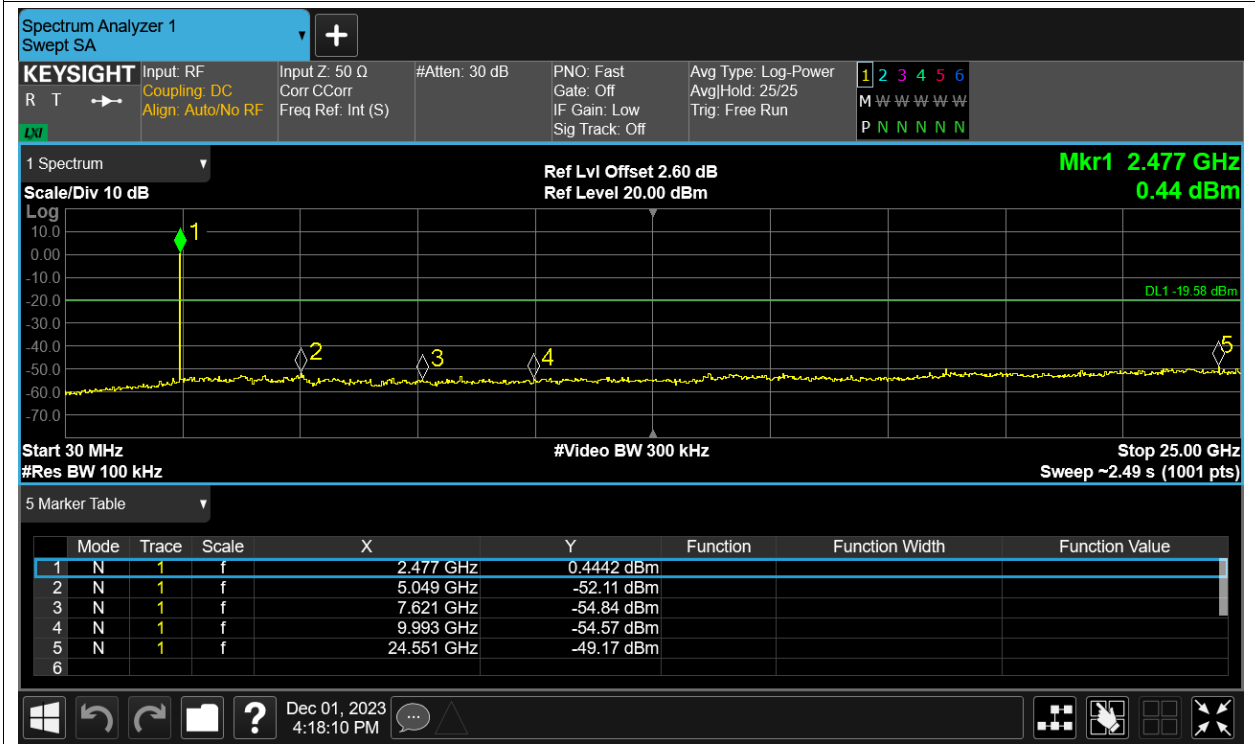 Spectrum Analyzer 1
Swept SA
+
KEYSIGHT
R T
LXI
Input: RF
Coupling: DC
Align: Auto/No RF
Input Z: 50 Ω
Corr CCorr
Freq Ref: Int (S)
#Atten: 30 dB
PNO: Fast
Gate: Off
IF Gain: Low
Sig Track: Off
Avg Type: Log-Power
Avg|Hold: 25/25
Trig: Free Run
1 2 3 4 5 6
M W W W W W
P N N N N N
1 Spectrum
Scale/Div 10 dB
Ref Lvl Offset 2.60 dB
Ref Level 20.00 dBm
Mkr1 2.477 GHz
0.44 dBm
Log
10.0
0.00
-10.0
-20.0
-30.0
-40.0
-50.0
-60.0
-70.0
1
2
3
4
5
DL1 -19.58 dBm
Start 30 MHz
#Res BW 100 kHz
#Video BW 300 kHz
Stop 25.00 GHz
Sweep ~2.49 s (1001 pts)
5 Marker Table
Mode Trace Scale X Y Function Function Width Function Value
1 N 1 f 2.477 GHz 0.4442 dBm
2 N 1 f 5.049 GHz -52.11 dBm
3 N 1 f 7.621 GHz -54.84 dBm
4 N 1 f 9.993 GHz -54.57 dBm
5 N 1 f 24.551 GHz -49.17 dBm
6
?
Dec 01, 2023
4:18:10 PM